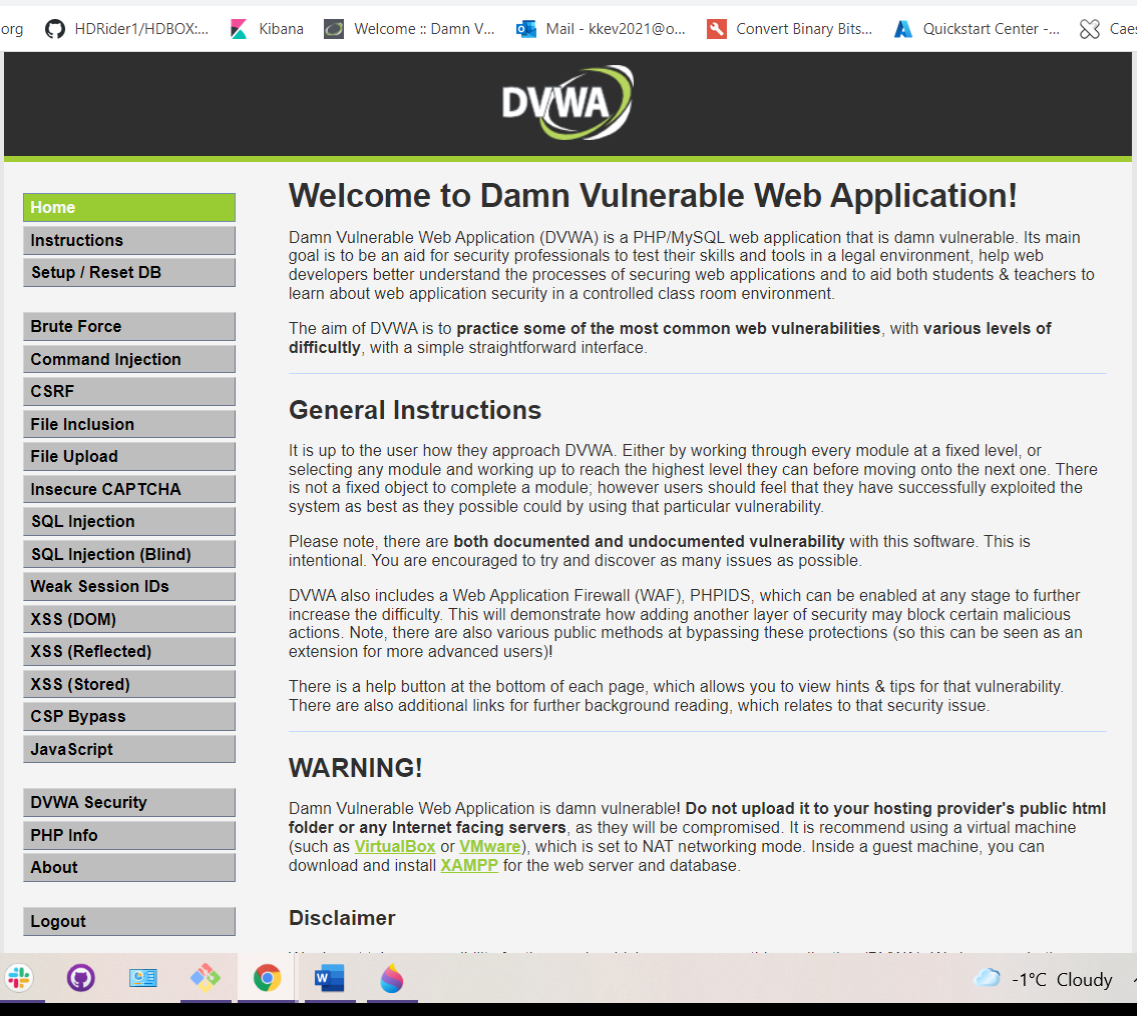 org
HDRider1/HDBOX:...
Kibana
Welcome :: Damn V...
Mail - kkev2021@o...
Convert Binary Bits...
Quickstart Center -...
Caes
DVWA
Home
Instructions
Setup / Reset DB
Brute Force
Command Injection
CSRF
File Inclusion
File Upload
Insecure CAPTCHA
SQL Injection
SQL Injection (Blind)
Weak Session IDs
XSS (DOM)
XSS (Reflected)
XSS (Stored)
CSP Bypass
JavaScript
DVWA Security
PHP Info
About
Logout
Welcome to Damn Vulnerable Web Application!
Damn Vulnerable Web Application (DVWA) is a PHP/MySQL web application that is damn vulnerable. Its main
goal is to be an aid for security professionals to test their skills and tools in a legal environment, help web
developers better understand the processes of securing web applications and to aid both students & teachers to
learn about web application security in a controlled class room environment.
The aim of DVWA is to practice some of the most common web vulnerabilities, with various levels of
difficultly, with a simple straightforward interface.
General Instructions
It is up to the user how they approach DVWA. Either by working through every module at a fixed level, or
selecting any module and working up to reach the highest level they can before moving onto the next one. There
is not a fixed object to complete a module; however users should feel that they have successfully exploited the
system as best as they possible could by using that particular vulnerability.
Please note, there are both documented and undocumented vulnerability with this software. This is
intentional. You are encouraged to try and discover as many issues as possible.
DVWA also includes a Web Application Firewall (WAF), PHPIDS, which can be enabled at any stage to further
increase the difficulty. This will demonstrate how adding another layer of security may block certain malicious
actions. Note, there are also various public methods at bypassing these protections (so this can be seen as an
extension for more advanced users)!
There is a help button at the bottom of each page, which allows you to view hints & tips for that vulnerability.
There are also additional links for further background reading, which relates to that security issue.
WARNING!
Damn Vulnerable Web Application is damn vulnerable! Do not upload it to your hosting provider's public html
folder or any Internet facing servers, as they will be compromised. It is recommend using a virtual machine
(such as VirtualBox or VMware), which is set to NAT networking mode. Inside a guest machine, you can
download and install XAMPP for the web server and database.
Disclaimer
W
-1°C Cloudy